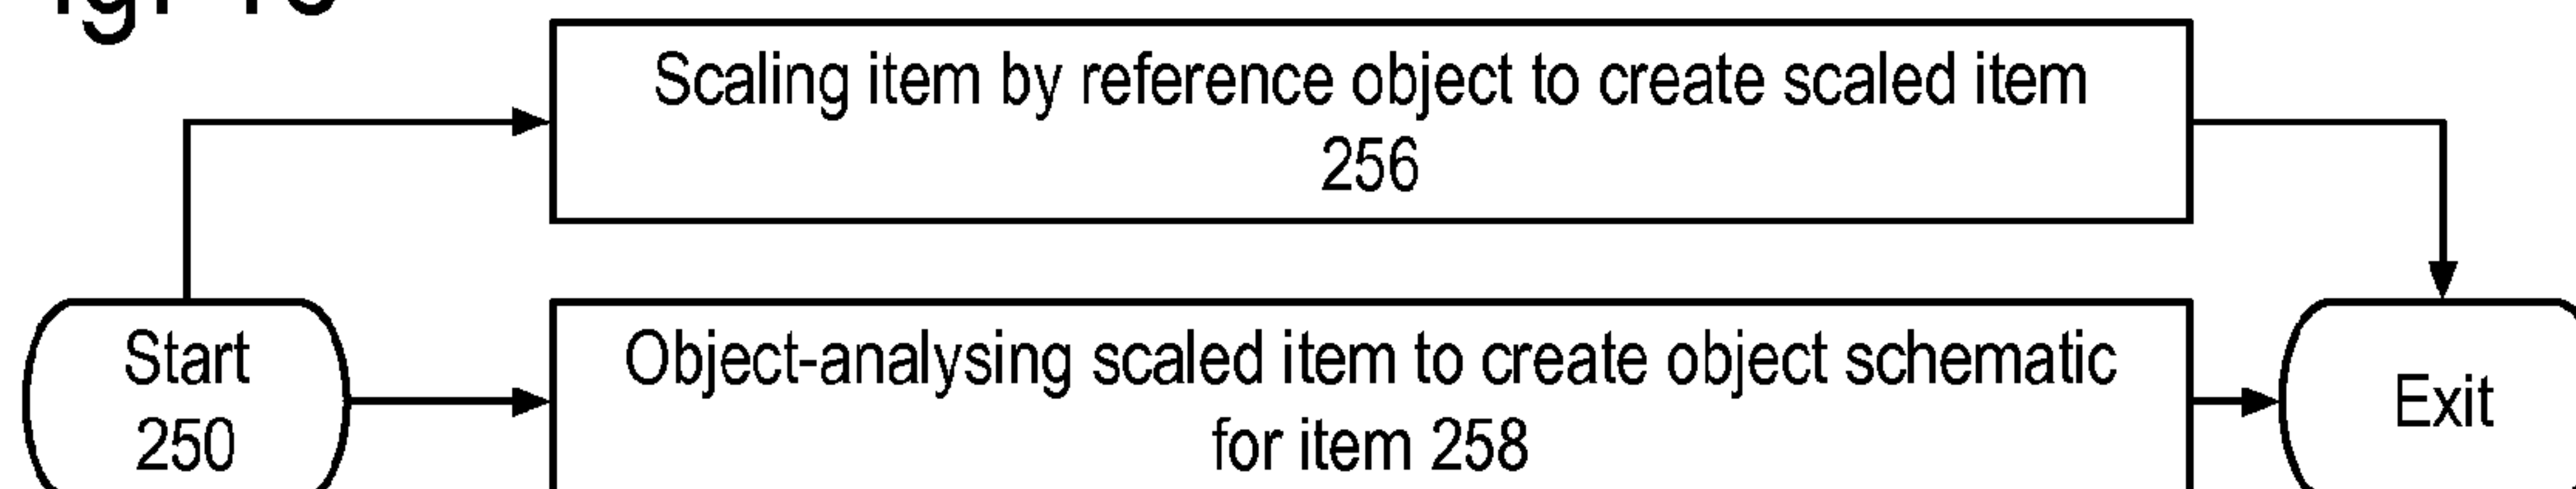 Scaling item by reference object to create scaled item
256
Start
250
Object-analysing scaled item to create object schematic
for item 258
Exit